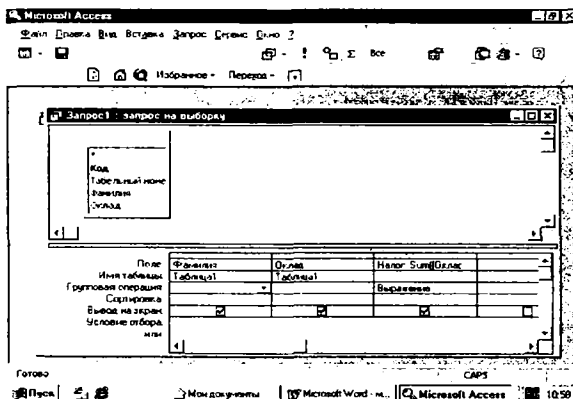 Microsoft Access
Файл Правка Вид Вставка Запрос Сервис Окно ?
Σ Все
Избранное - Переход -
Запрос1 : запрос на выборку
*
Код
Табельный номе
Фамилия
Оклад
Поле Фамилия Оклад Налог Sum([Оклас
Имя таблицы Таблица1 Таблица1
Групповая операция Выражение
Сортировка
Вывод на экран
Условие отбора
или
Готово CAPS
Пуск Мои документы Microsoft Word - м... Microsoft Access 10:59